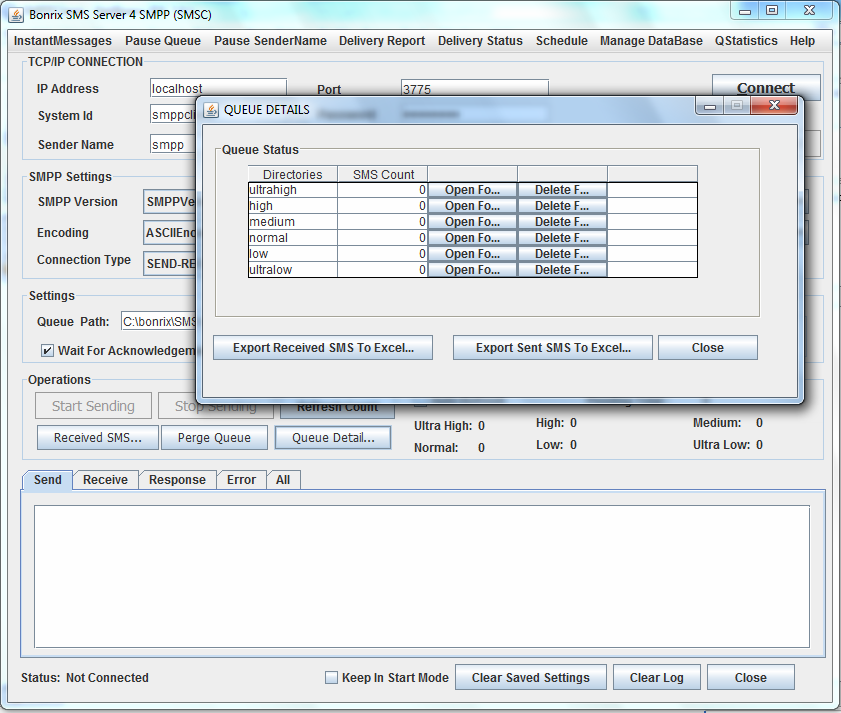 Bonrix SMS Server 4 SMPP (SMSC)
InstantMessages Pause Queue Pause SenderName Delivery Report Delivery Status Schedule Manage DataBase QStatistics Help
TCP/IP CONNECTION
IP Address localhost Port 3775 Connect
System Id smppcli
Sender Name smpp
QUEUE DETAILS
Queue Status
Directories SMS Count
ultrahigh 0 Open Fo... Delete F...
high 0 Open Fo... Delete F...
medium 0 Open Fo... Delete F...
normal 0 Open Fo... Delete F...
low 0 Open Fo... Delete F...
ultralow 0 Open Fo... Delete F...
Export Received SMS To Excel... Export Sent SMS To Excel... Close
SMPP Settings
SMPP Version SMPPVe
Encoding ASCIIEnc
Connection Type SEND-RE
Settings
Queue Path: C:\bonrix\SMS
Wait For Acknowledgem
Operations
Start Sending Stop Sending Refresh Count
Received SMS... Perge Queue Queue Detail...
Ultra High: 0 High: 0 Medium: 0
Normal: 0 Low: 0 Ultra Low: 0
Send Receive Response Error All
Status: Not Connected Keep In Start Mode Clear Saved Settings Clear Log Close